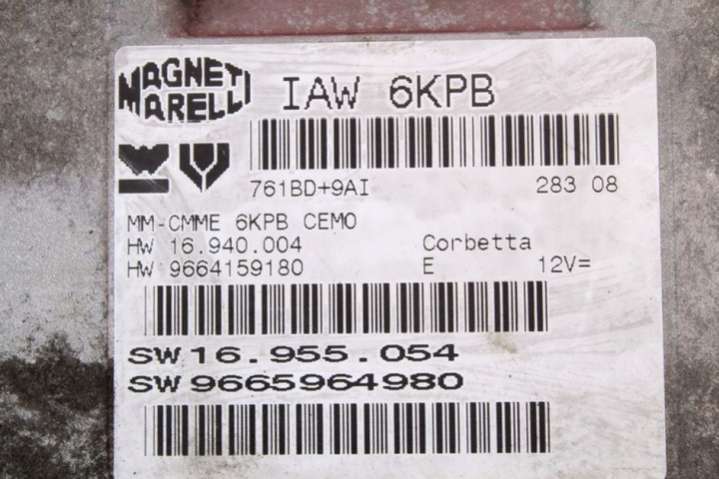 MAGNETI MARELLI
IAW 6KPB
761BD+9AI 283 08
MM-CMME 6KPB CEMO
HW 16.940.004 Corbetta
HW 9664159180 E 12V=
SW 16.955.054
SW 9665964980